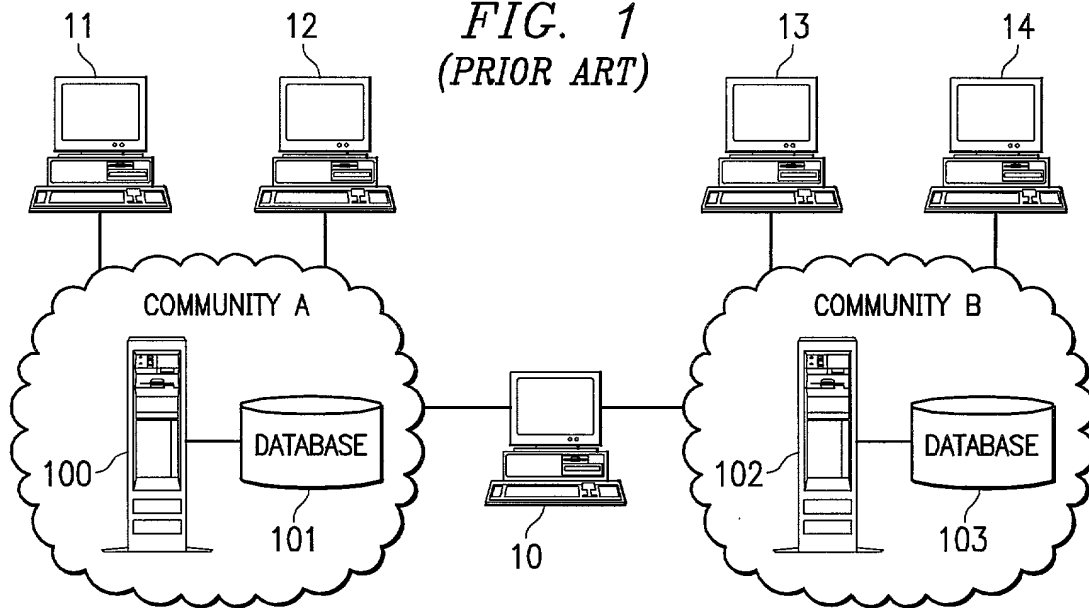 FIG. 1
(PRIOR ART)
11
12
13
14
COMMUNITY A
COMMUNITY B
100
DATABASE
101
10
102
DATABASE
103